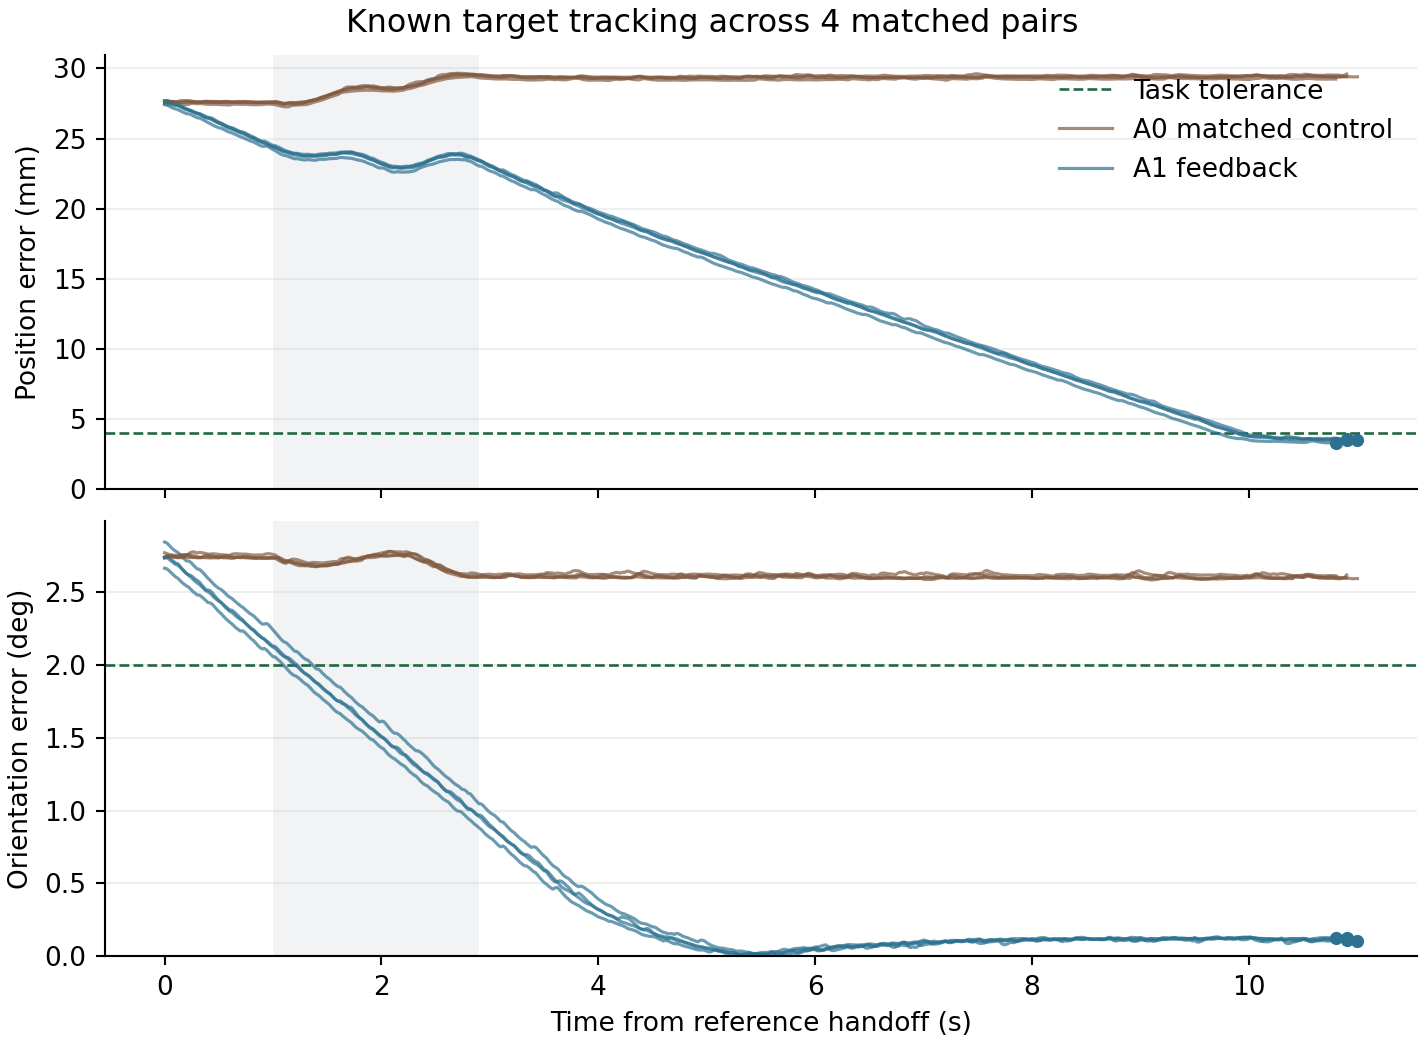 Known target tracking across 4 matched pairs
Position error (mm)
30
25
20
15
10
5
0
Task tolerance
A0 matched control
A1 feedback
Orientation error (deg)
2.5
2.0
1.5
1.0
0.5
0.0
0 2 4 6 8 10
Time from reference handoff (s)